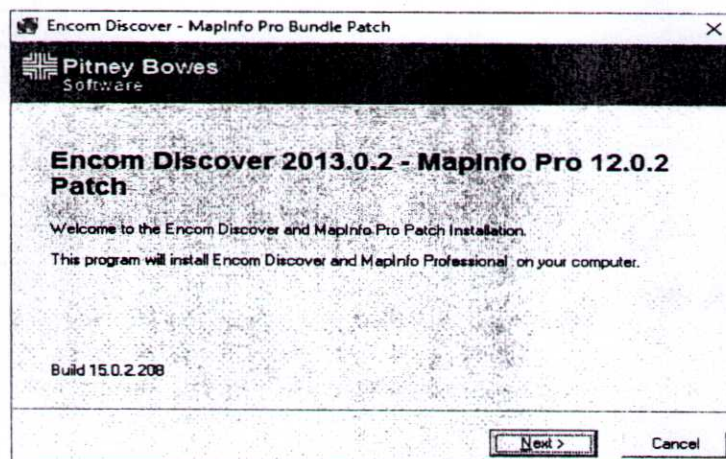 Encom Discover - MapInfo Pro Bundle Patch
Pitney Bowes
Software
Encom Discover 2013.0.2 - MapInfo Pro 12.0.2
Patch
Welcome to the Encom Discover and MapInfo Pro Patch Installation.
This program will install Encom Discover and MapInfo Professional on your computer.
Build 15.0.2.208
Next >
Cancel